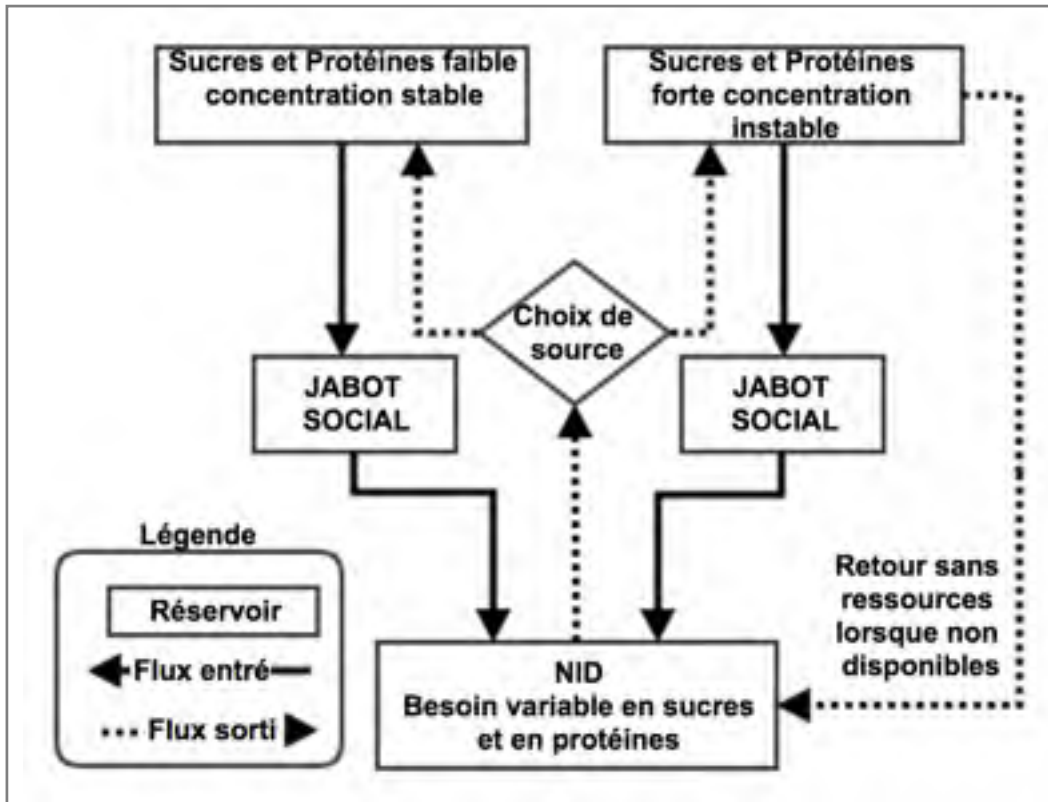 Sucres et Protéines faible
concentration stable
Sucres et Protéines
forte concentration
instable
Choix de
source
JABOT
SOCIAL
JABOT
SOCIAL
Légende
Réservoir
Flux entré
Flux sorti
Retour sans
ressources
lorsque non
disponibles
NID
Besoin variable en sucres
et en protéines